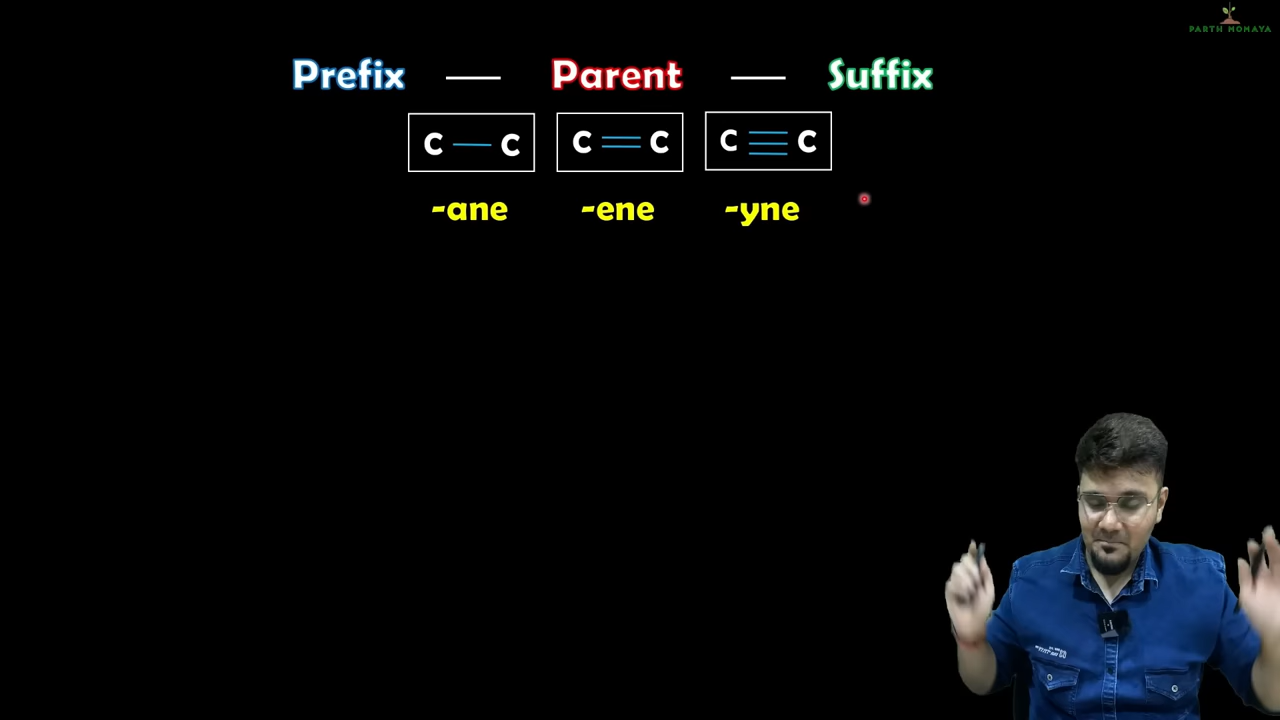 PARTH MOMAYA
Prefix — Parent — Suffix
C — C C = C C ≡ C
-ane -ene -yne